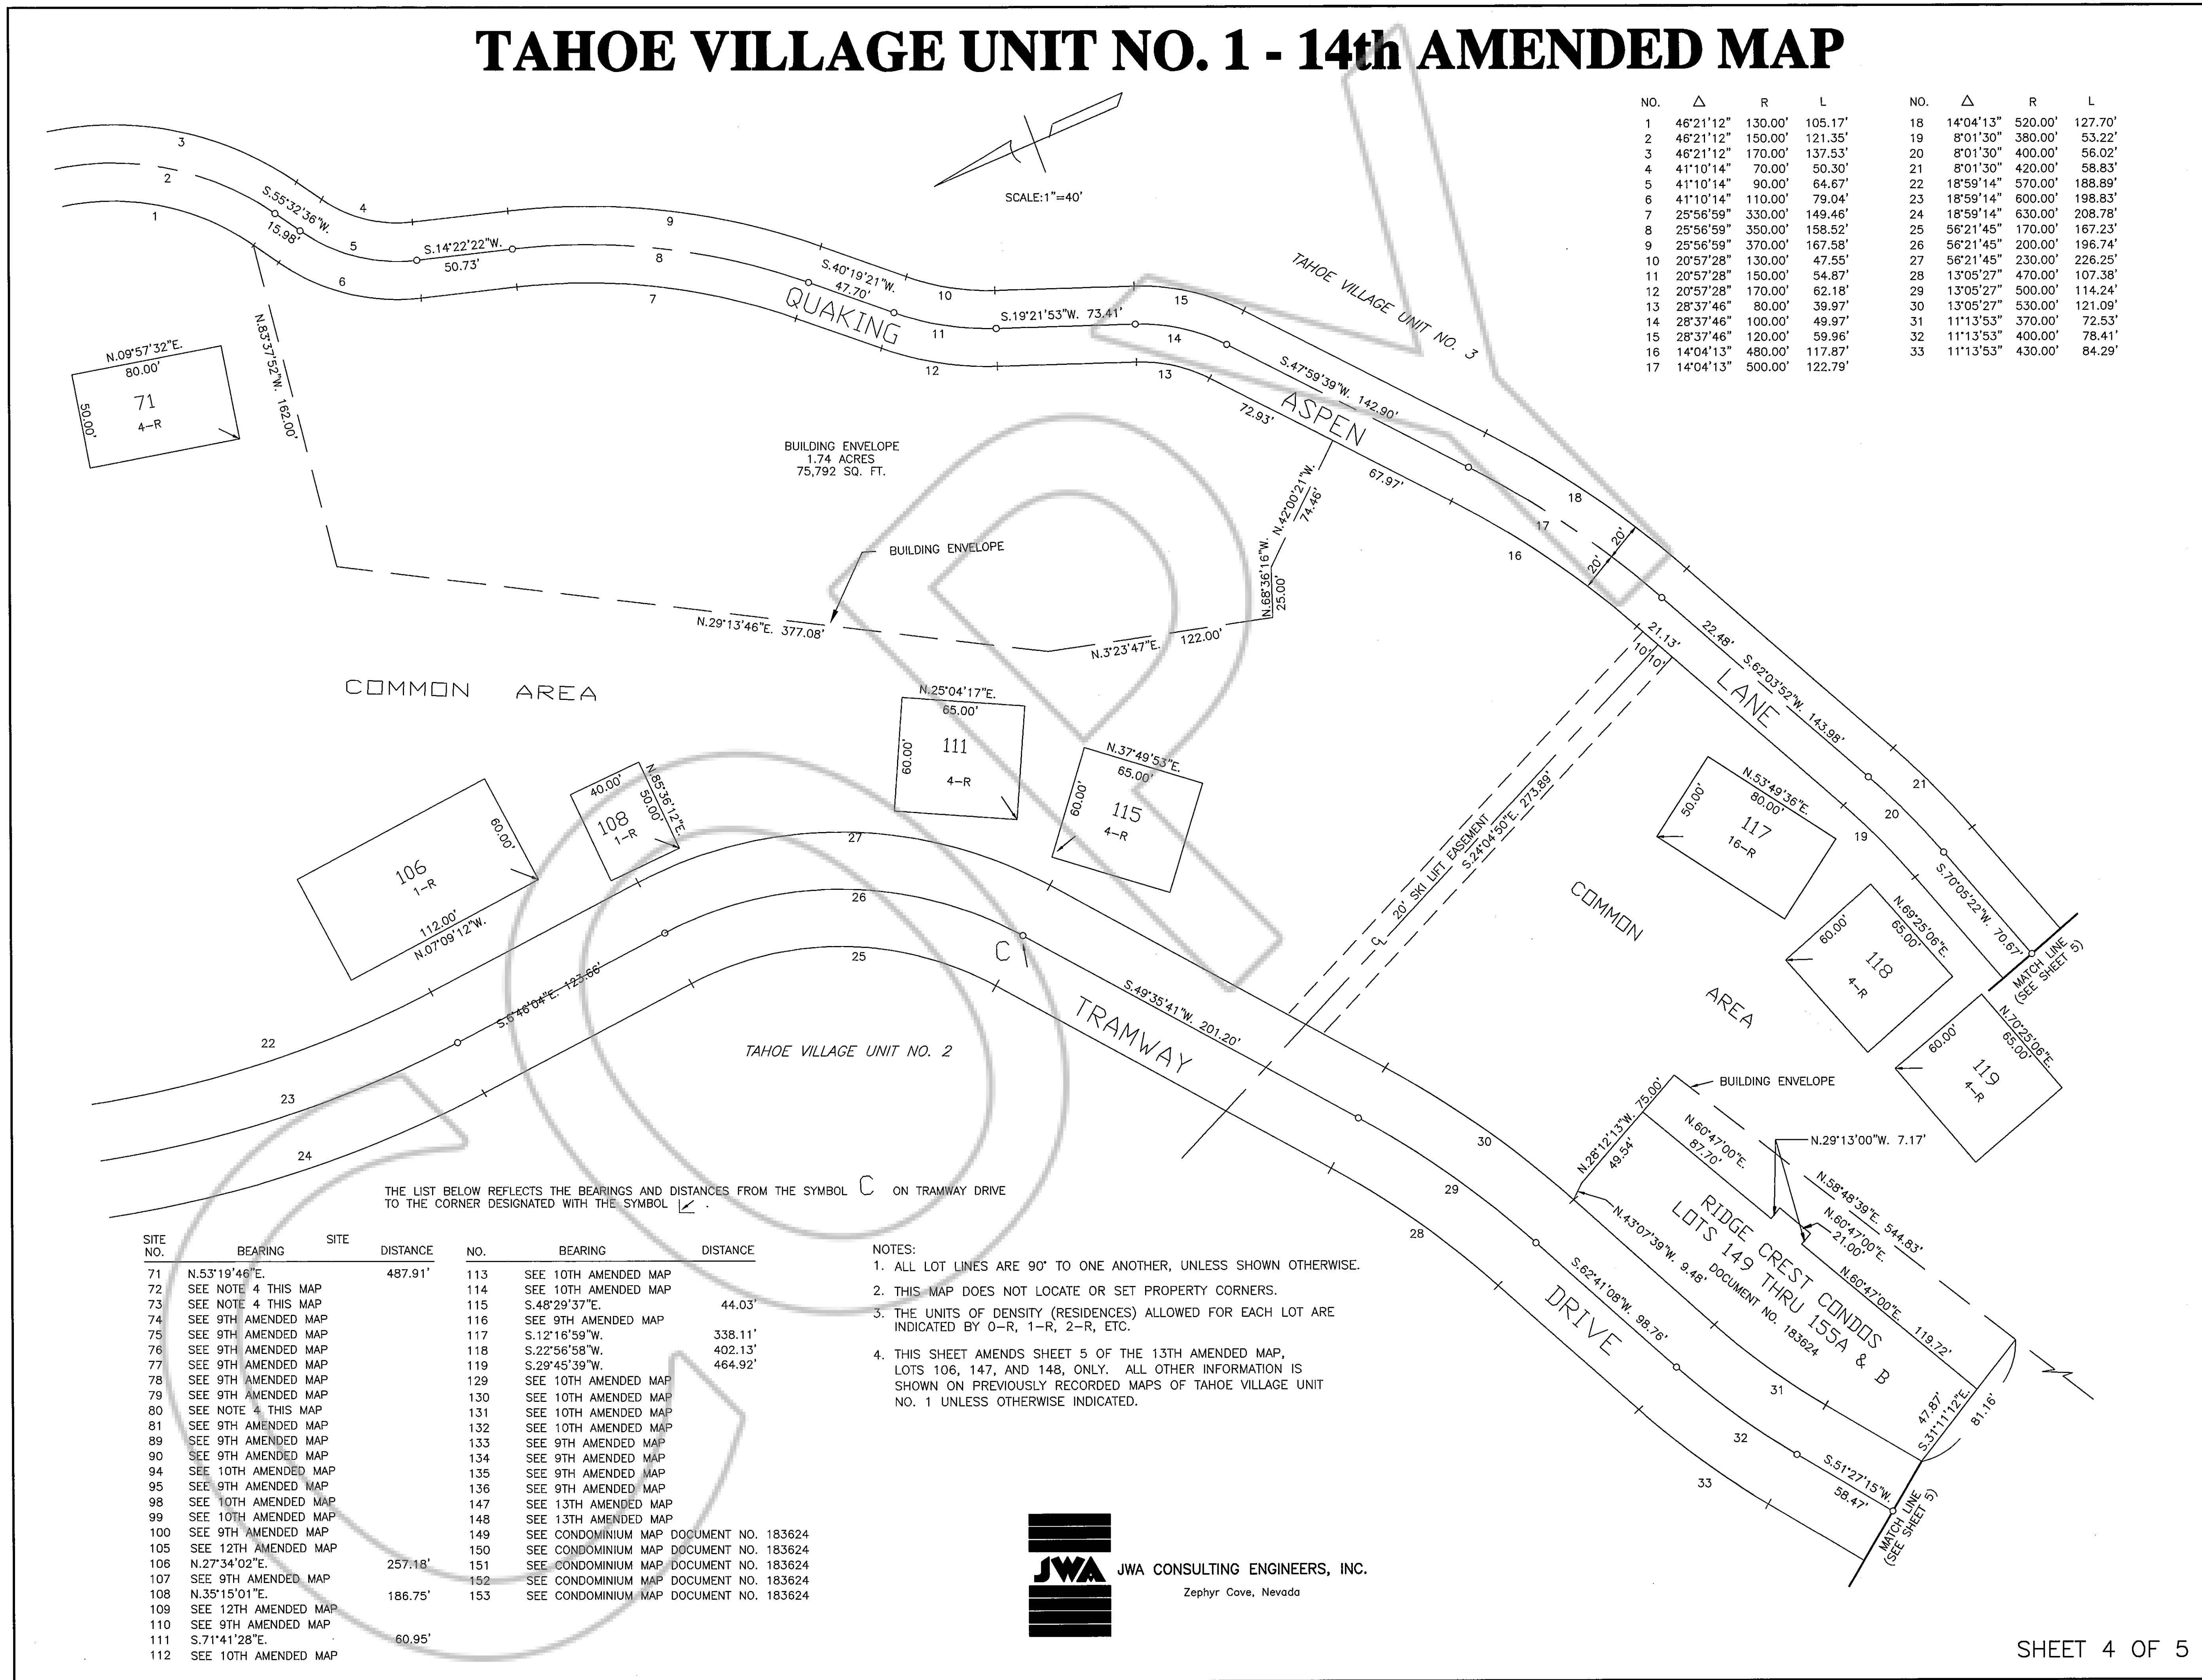 TAHOE VILLAGE UNIT NO. 1 - 14th AMENDED MAP
NO. △ R L
1 46°21'12" 130.00' 105.17'
2 46°21'12" 150.00' 121.35'
3 46°21'12" 170.00' 137.53'
4 41°10'14" 70.00' 50.30'
5 41°10'14" 90.00' 64.67'
6 41°10'14" 110.00' 79.04'
7 25°56'59" 330.00' 149.46'
8 25°56'59" 350.00' 158.52'
9 25°56'59" 370.00' 167.58'
10 20°57'28" 130.00' 47.55'
11 20°57'28" 150.00' 54.87'
12 20°57'28" 170.00' 62.18'
13 28°37'46" 80.00' 39.97'
14 28°37'46" 100.00' 49.97'
15 28°37'46" 120.00' 59.96'
16 14°04'13" 480.00' 117.87'
17 14°04'13" 500.00' 122.79'
NO. △ R L
18 14°04'13" 520.00' 127.70'
19 8°01'30" 380.00' 53.22'
20 8°01'30" 400.00' 56.02'
21 8°01'30" 420.00' 58.83'
22 18°59'14" 570.00' 188.89'
23 18°59'14" 600.00' 198.83'
24 18°59'14" 630.00' 208.78'
25 56°21'45" 170.00' 167.23'
26 56°21'45" 200.00' 196.74'
27 56°21'45" 230.00' 226.25'
28 13°05'27" 470.00' 107.38'
29 13°05'27" 500.00' 114.24'
30 13°05'27" 530.00' 121.09'
31 11°13'53" 370.00' 72.53'
32 11°13'53" 400.00' 78.41'
33 11°13'53" 430.00' 84.29'
SCALE:1"=40'
3
2
1
S.55°32'36"W.
15.98'
4
5
6
S.14°22'22"W.
50.73'
9
8
7
S.40°19'21"W.
47.70'
QUAKING
10
11
12
S.19°21'53"W. 73.41'
15
14
13
TAHOE VILLAGE UNIT NO. 3
S.47°59'39"W. 142.90'
ASPEN
72.93'
67.97'
N.42°00'21"W.
74.46'
N.68°36'16"W.
25.00'
18
17
16
20'
20'
N.09°57'32"E.
80.00'
50.00'
71
4-R
N.83°37'52"W. 162.00'
BUILDING ENVELOPE
1.74 ACRES
75,792 SQ. FT.
BUILDING ENVELOPE
N.29°13'46"E. 377.08'
N.3°23'47"E. 122.00'
COMMON AREA
21.13'
10'
10'
22.48'
S.62°03'52"W. 143.98'
LANE
21
20
19
N.25°04'17"E.
65.00'
60.00'
111
4-R
N.37°49'53"E.
65.00'
60.00'
115
4-R
40.00'
N.85°36'12"E.
50.00'
108
1-R
60.00'
106
1-R
112.00'
N.07°09'12"W.
20' SKI LIFT EASEMENT
S.24°04'50"E. 273.89'
℄
N.53°49'36"E.
80.00'
50.00'
117
16-R
S.70°05'22"W. 70.67'
MATCH LINE
(SEE SHEET 5)
COMMON
AREA
N.69°25'06"E.
65.00'
60.00'
118
4-R
N.70°25'06"E.
65.00'
60.00'
119
4-R
27
26
25
C
S.6°46'04"E. 123.66'
S.49°35'41"W. 201.20'
TRAMWAY
TAHOE VILLAGE UNIT NO. 2
22
23
24
BUILDING ENVELOPE
N.28°12'13"W. 75.00'
49.54'
N.60°47'00"E.
87.70'
N.29°13'00"W. 7.17'
N.58°48'39"E. 544.83'
N.60°47'00"E.
21.00'
N.60°47'00"E. 119.72'
RIDGE CREST CONDOS
LOTS 149 THRU 155A & B
DOCUMENT NO. 183624
N.43°07'39"W. 9.48'
30
29
28
S.62°41'08"W. 98.76'
DRIVE
31
32
33
47.87'
S.31°11'12"E.
81.16'
S.51°27'15"W.
58.47'
MATCH LINE
(SEE SHEET 5)
THE LIST BELOW REFLECTS THE BEARINGS AND DISTANCES FROM THE SYMBOL C ON TRAMWAY DRIVE
TO THE CORNER DESIGNATED WITH THE SYMBOL .
SITE
SITE
NO. BEARING DISTANCE
71 N.53°19'46"E. 487.91'
72 SEE NOTE 4 THIS MAP
73 SEE NOTE 4 THIS MAP
74 SEE 9TH AMENDED MAP
75 SEE 9TH AMENDED MAP
76 SEE 9TH AMENDED MAP
77 SEE 9TH AMENDED MAP
78 SEE 9TH AMENDED MAP
79 SEE 9TH AMENDED MAP
80 SEE NOTE 4 THIS MAP
81 SEE 9TH AMENDED MAP
89 SEE 9TH AMENDED MAP
90 SEE 9TH AMENDED MAP
94 SEE 10TH AMENDED MAP
95 SEE 9TH AMENDED MAP
98 SEE 10TH AMENDED MAP
99 SEE 10TH AMENDED MAP
100 SEE 9TH AMENDED MAP
105 SEE 12TH AMENDED MAP
106 N.27°34'02"E. 257.18'
107 SEE 9TH AMENDED MAP
108 N.35°15'01"E. 186.75'
109 SEE 12TH AMENDED MAP
110 SEE 9TH AMENDED MAP
111 S.71°41'28"E. 60.95'
112 SEE 10TH AMENDED MAP
NO. BEARING DISTANCE
113 SEE 10TH AMENDED MAP
114 SEE 10TH AMENDED MAP
115 S.48°29'37"E. 44.03'
116 SEE 9TH AMENDED MAP
117 S.12°16'59"W. 338.11'
118 S.22°56'58"W. 402.13'
119 S.29°45'39"W. 464.92'
129 SEE 10TH AMENDED MAP
130 SEE 10TH AMENDED MAP
131 SEE 10TH AMENDED MAP
132 SEE 10TH AMENDED MAP
133 SEE 9TH AMENDED MAP
134 SEE 9TH AMENDED MAP
135 SEE 9TH AMENDED MAP
136 SEE 9TH AMENDED MAP
147 SEE 13TH AMENDED MAP
148 SEE 13TH AMENDED MAP
149 SEE CONDOMINIUM MAP DOCUMENT NO. 183624
150 SEE CONDOMINIUM MAP DOCUMENT NO. 183624
151 SEE CONDOMINIUM MAP DOCUMENT NO. 183624
152 SEE CONDOMINIUM MAP DOCUMENT NO. 183624
153 SEE CONDOMINIUM MAP DOCUMENT NO. 183624
NOTES:
1. ALL LOT LINES ARE 90° TO ONE ANOTHER, UNLESS SHOWN OTHERWISE.
2. THIS MAP DOES NOT LOCATE OR SET PROPERTY CORNERS.
3. THE UNITS OF DENSITY (RESIDENCES) ALLOWED FOR EACH LOT ARE
INDICATED BY 0-R, 1-R, 2-R, ETC.
4. THIS SHEET AMENDS SHEET 5 OF THE 13TH AMENDED MAP,
LOTS 106, 147, AND 148, ONLY. ALL OTHER INFORMATION IS
SHOWN ON PREVIOUSLY RECORDED MAPS OF TAHOE VILLAGE UNIT
NO. 1 UNLESS OTHERWISE INDICATED.
JWA
JWA CONSULTING ENGINEERS, INC.
Zephyr Cove, Nevada
SHEET 4 OF 5
COPY